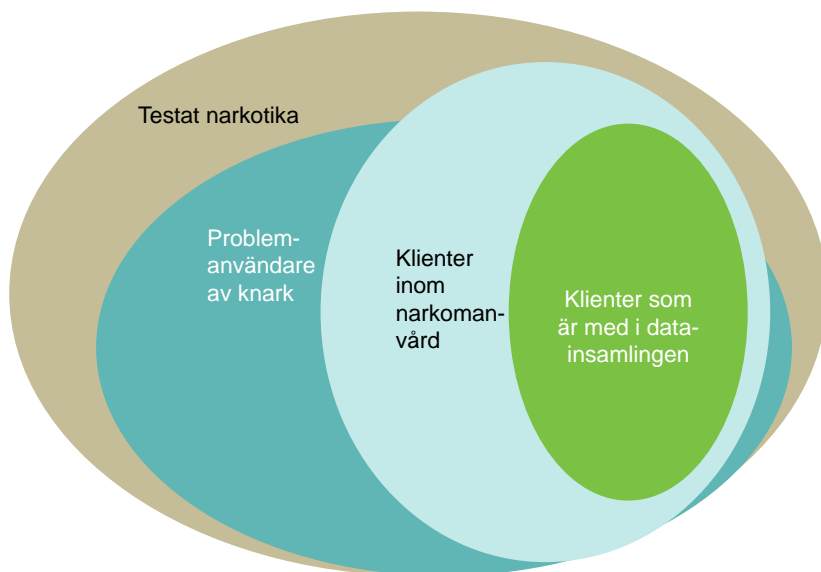 Testat narkotika
Problem-
användare
av knark
Klienter
inom
narkoman-
vård
Klienter som
är med i data-
insamlingen